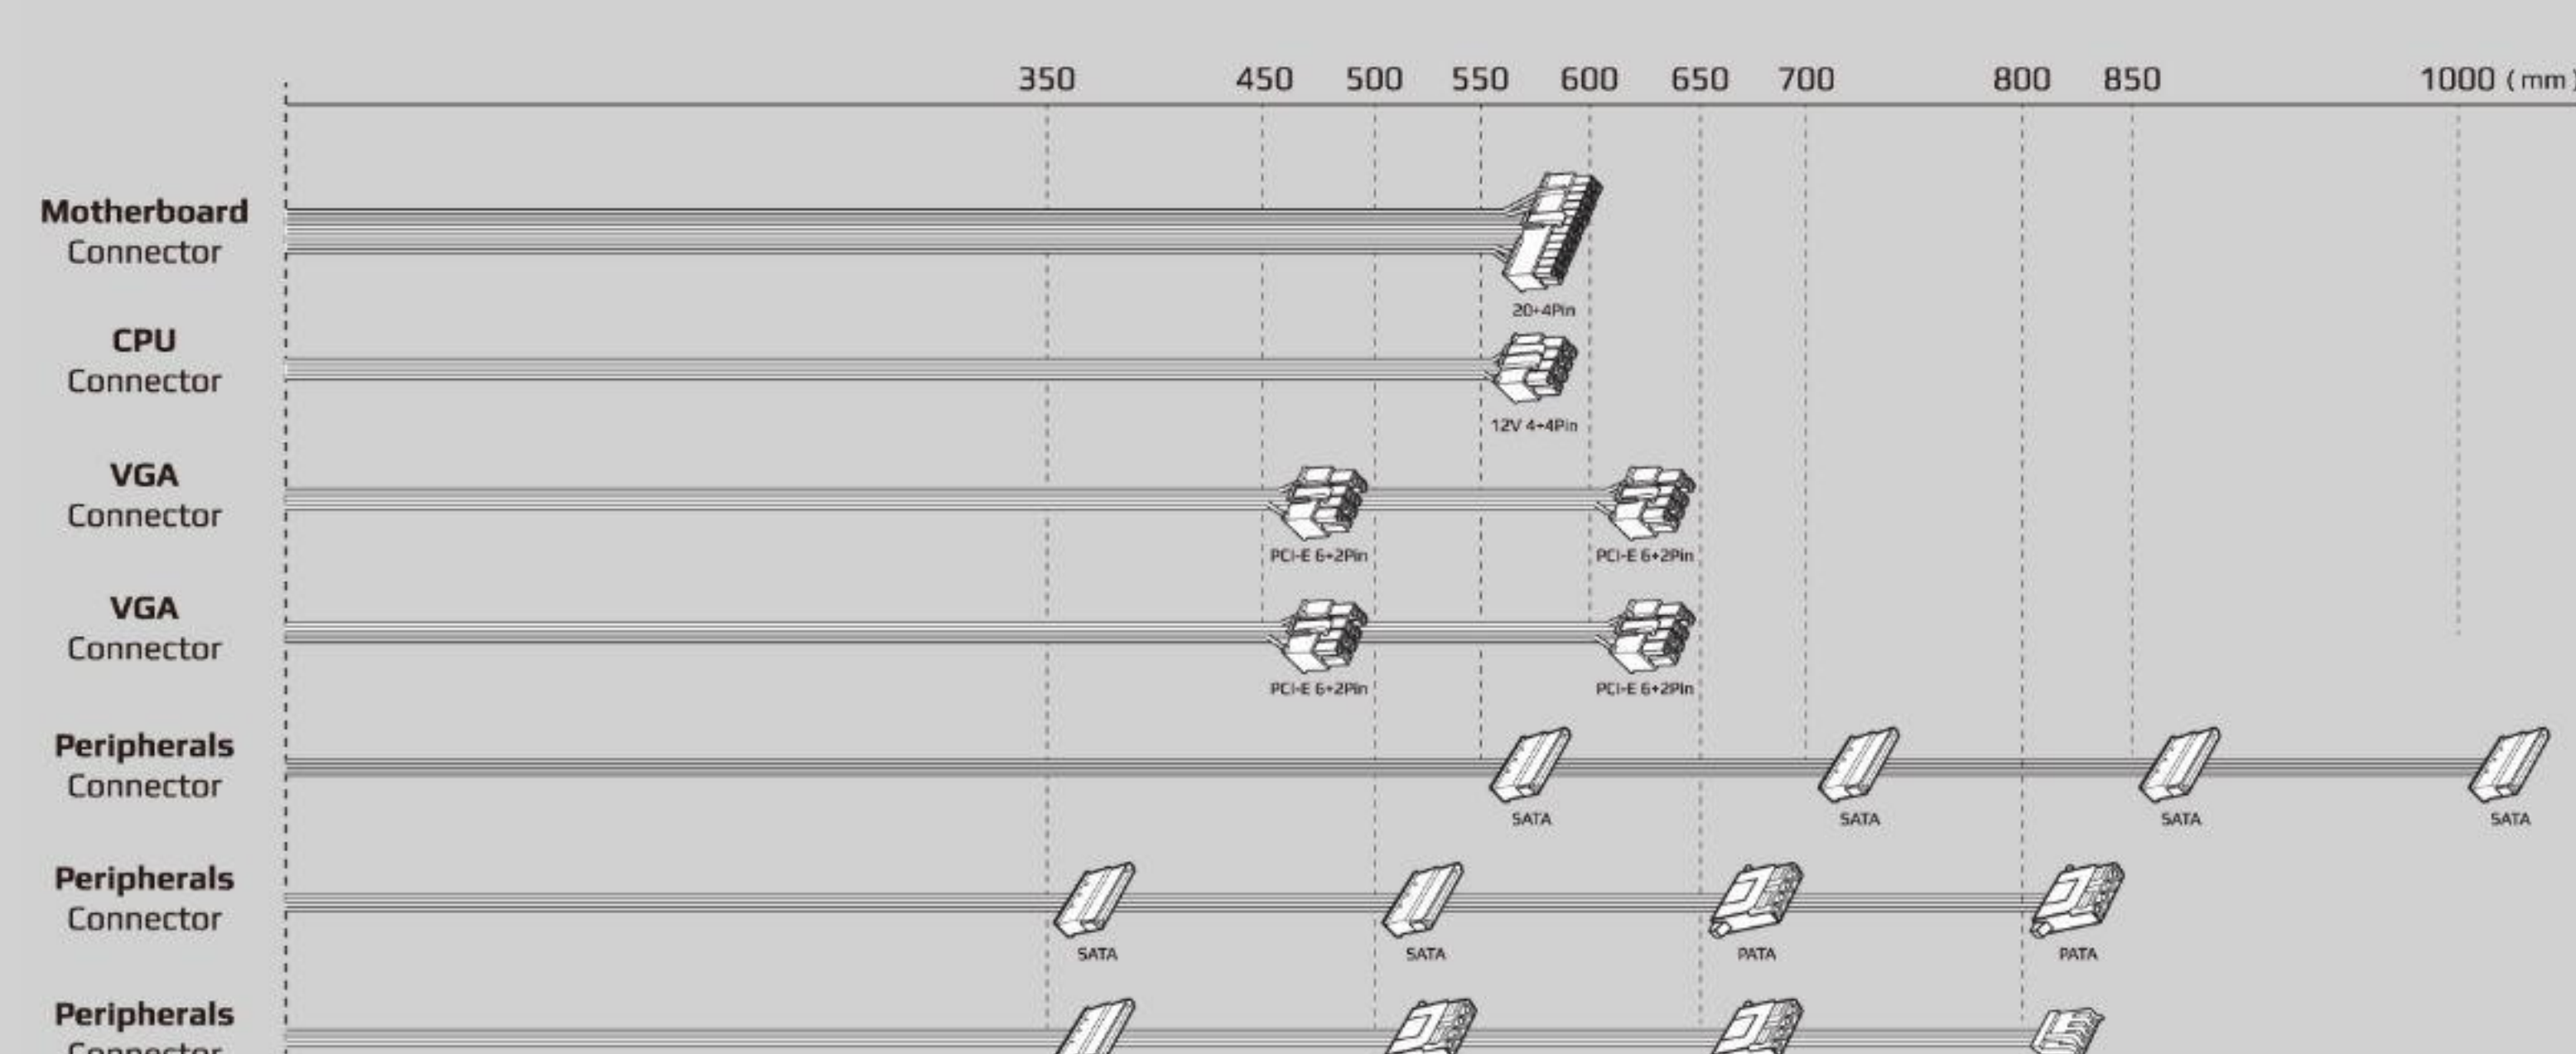 350 450 500 550 600 650 700 800 850 1000 (mm)
Motherboard
Connector
20+4Pin
CPU
Connector
12V 4+4Pin
VGA
Connector
PCI-E 6+2Pin PCI-E 6+2Pin
VGA
Connector
PCI-E 6+2Pin PCI-E 6+2Pin
Peripherals
Connector
SATA SATA SATA SATA
Peripherals
Connector
SATA SATA PATA PATA
Peripherals
Connector